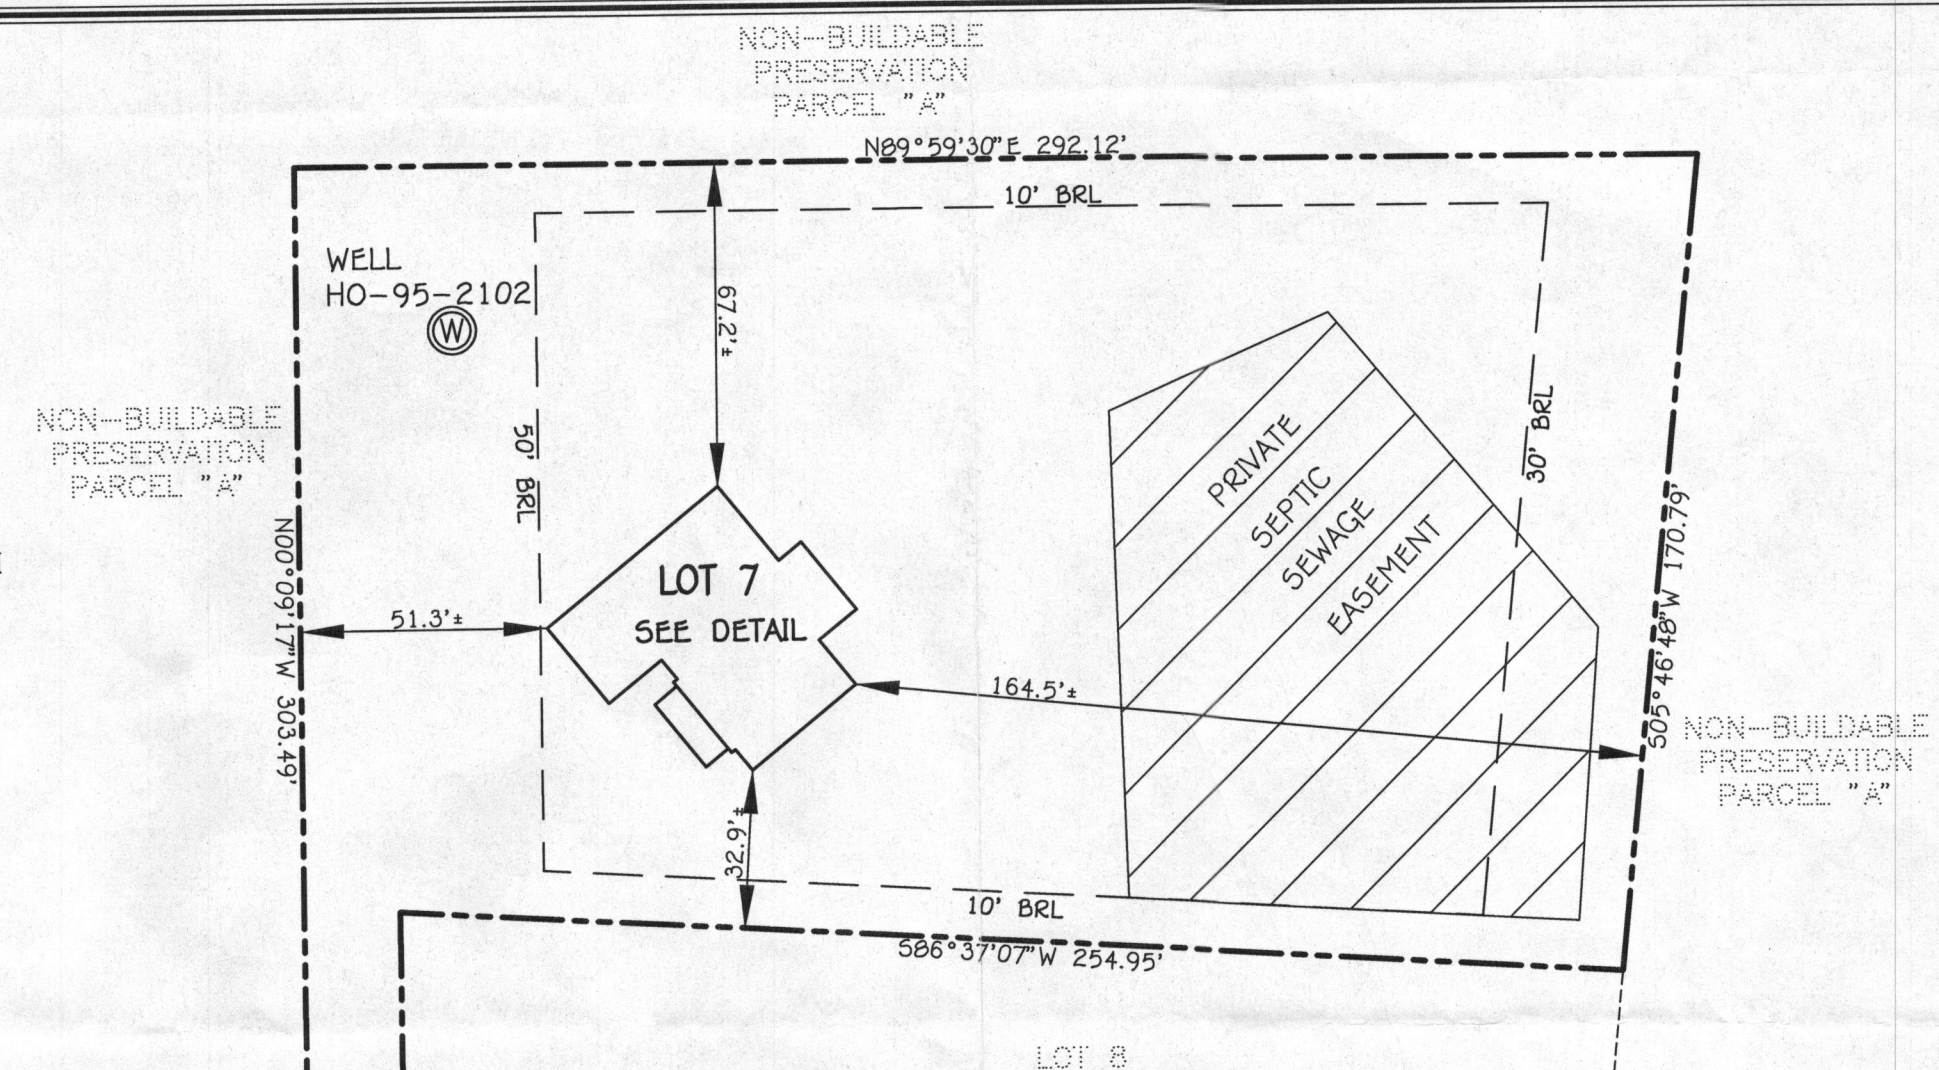 NON-BUILDABLE
PRESERVATION
PARCEL "A"
N89°59'30"E 292.12'
10' BRL
WELL
HO-95-2102
W
67.2'±
NON-BUILDABLE
PRESERVATION
PARCEL "A"
50' BRL
30' BRL
PRIVATE
SEPTIC
SEWAGE
EASEMENT
LOT 7
SEE DETAIL
N00°09'17"W 303.49'
51.3'±
164.5'±
S05°46'48"W 170.79'
NON-BUILDABLE
PRESERVATION
PARCEL "A"
32.9'±
10' BRL
S86°37'07"W 254.95'
LOT 8